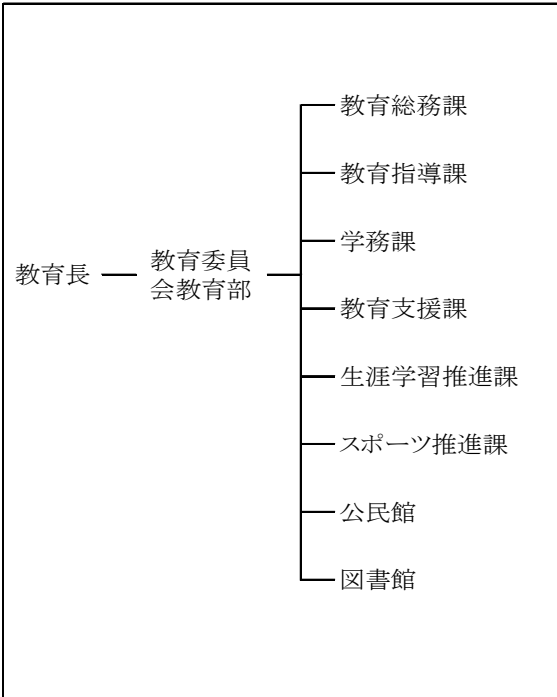 教育総務課
教育指導課
学務課
教育長
教育委員
会教育部
教育支援課
生涯学習推進課
スポーツ推進課
公民館
図書館